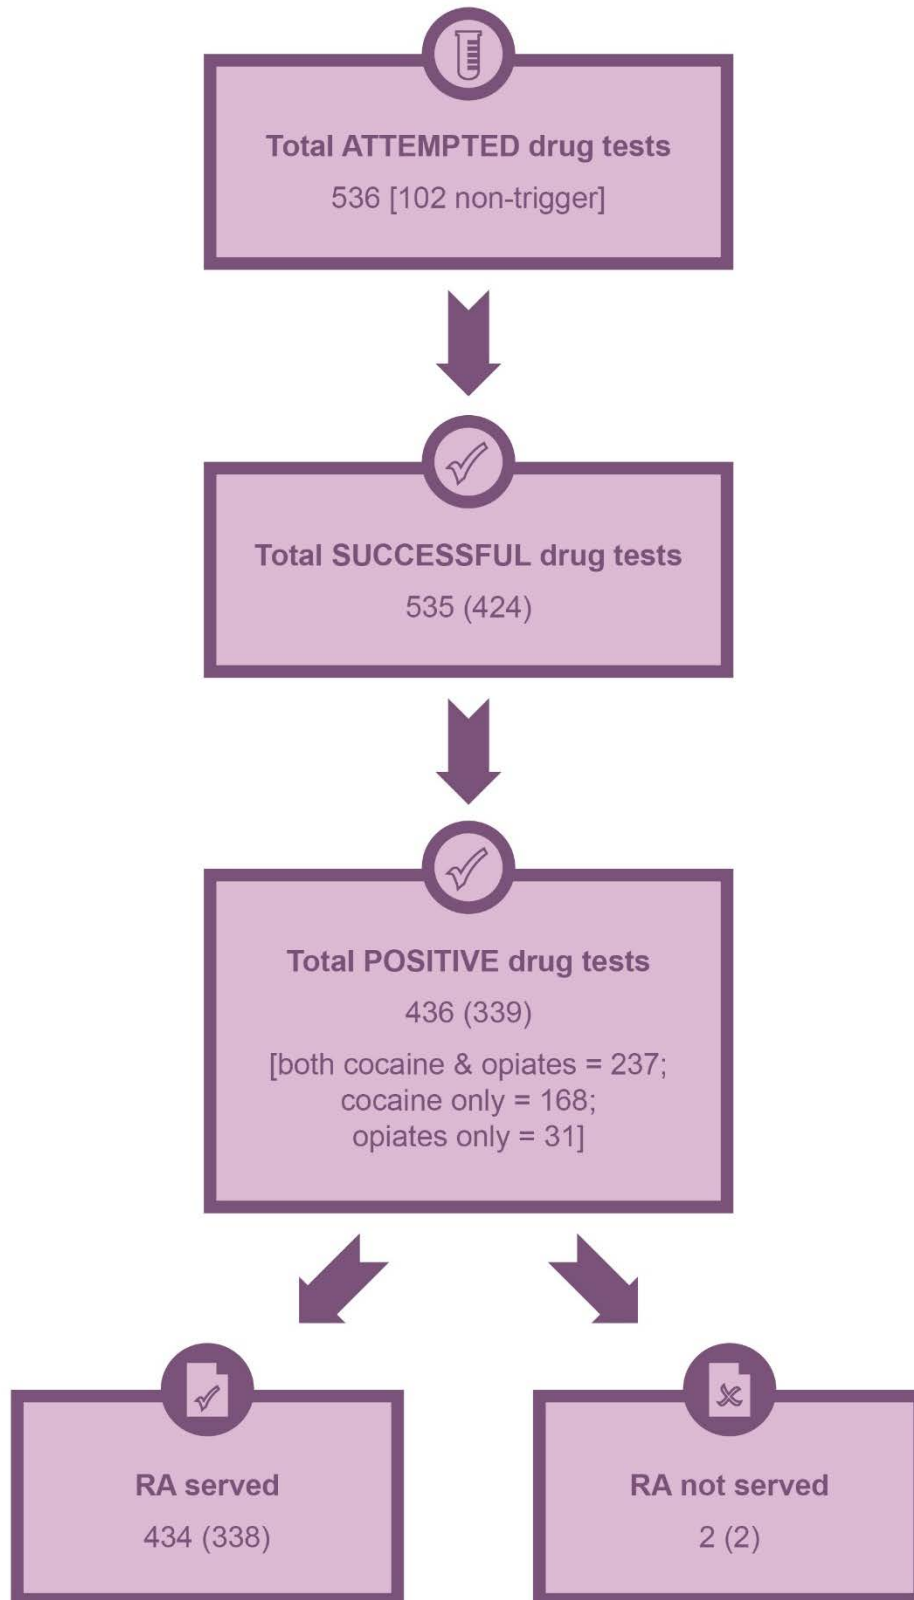 Total ATTEMPTED drug tests
536 [102 non-trigger]
Total SUCCESSFUL drug tests
535 (424)
Total POSITIVE drug tests
436 (339)
[both cocaine & opiates = 237;
cocaine only = 168;
opiates only = 31]
RA served
434 (338)
RA not served
2 (2)